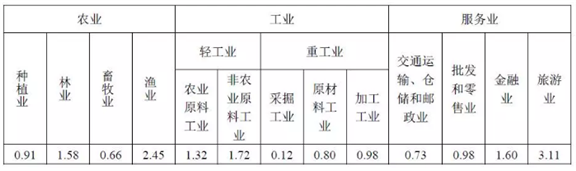 农业 工业 服务业
轻工业 重工业
种植业 林业 畜牧业 渔业 农业原料工业 非农业原料工业 采掘工业 原材料工业 加工工业 交通运输、仓储和邮政业 批发和零售业 金融业 旅游业
0.91 1.58 0.66 2.45 1.32 1.72 0.12 0.80 0.98 0.73 0.98 1.60 3.11